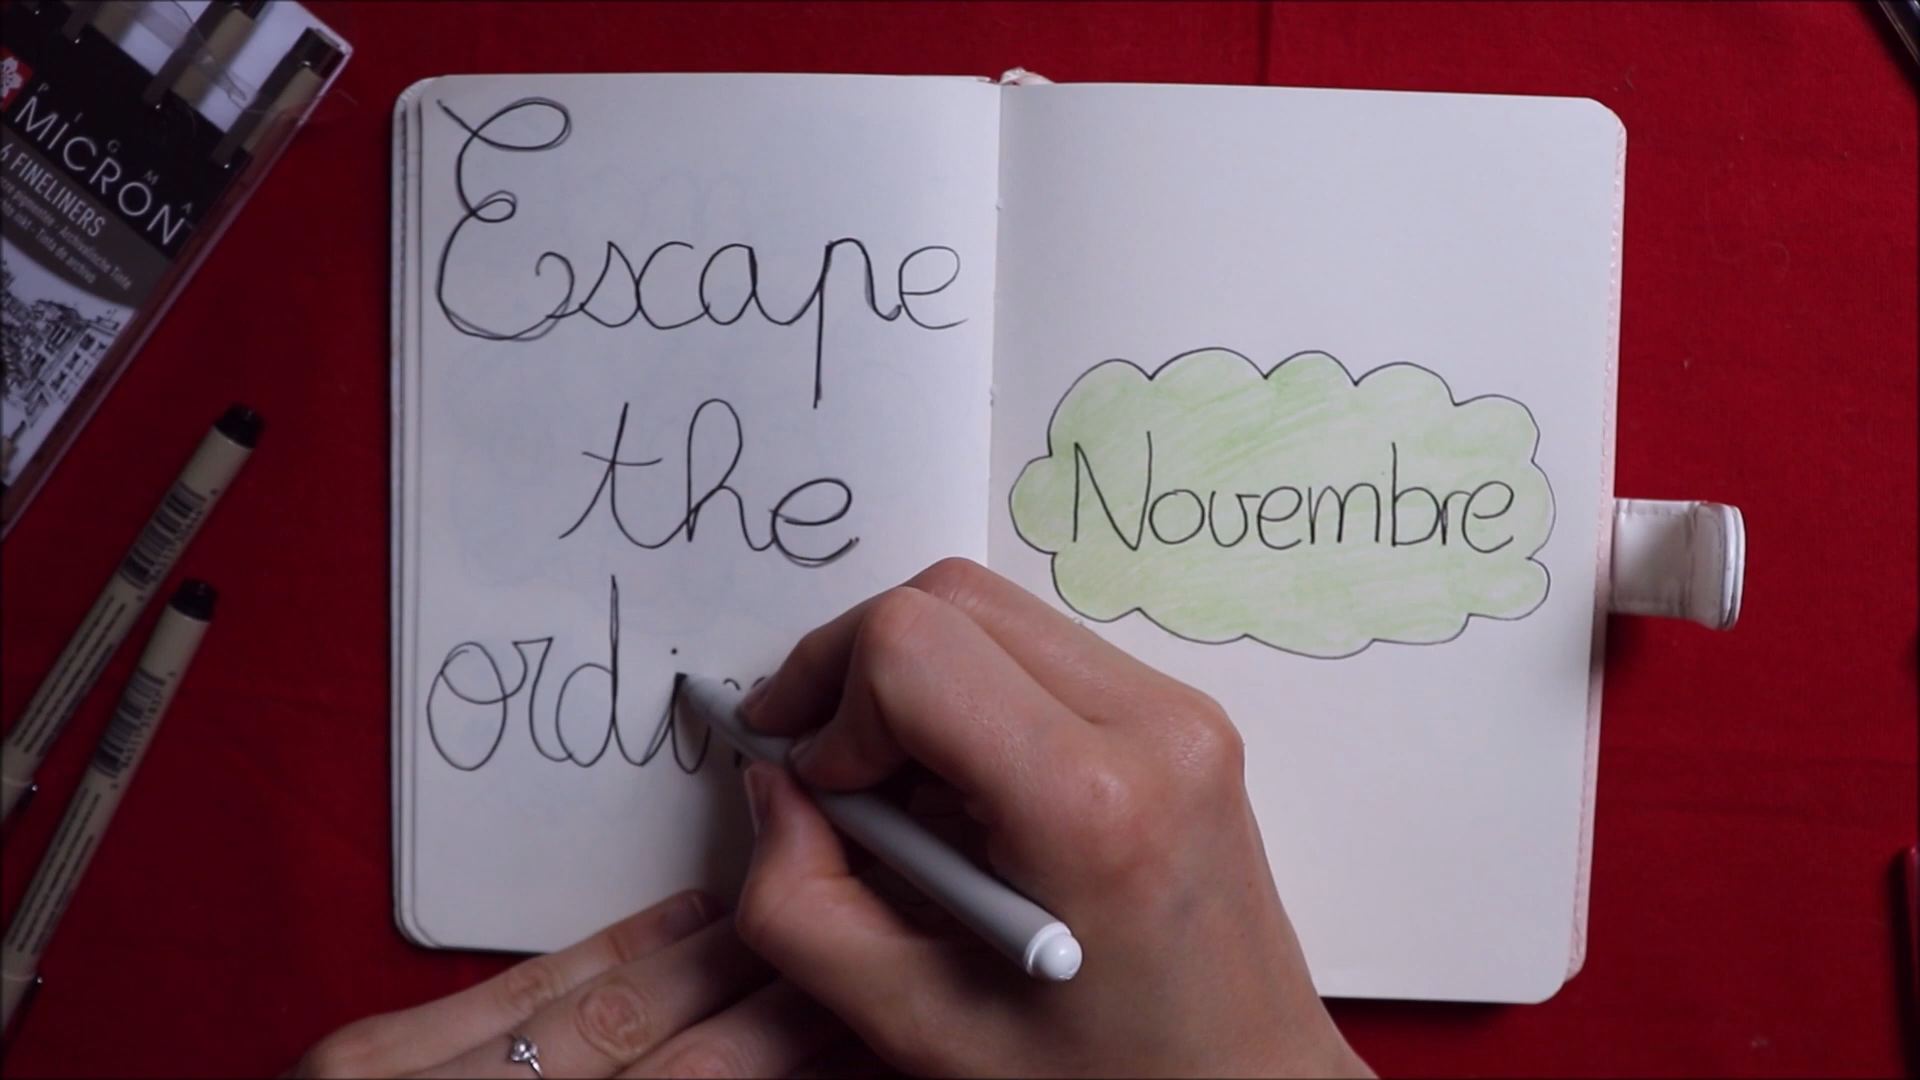 PIGMA
MICRON
6 FINELINERS
Escape
the
ordi
Novembre